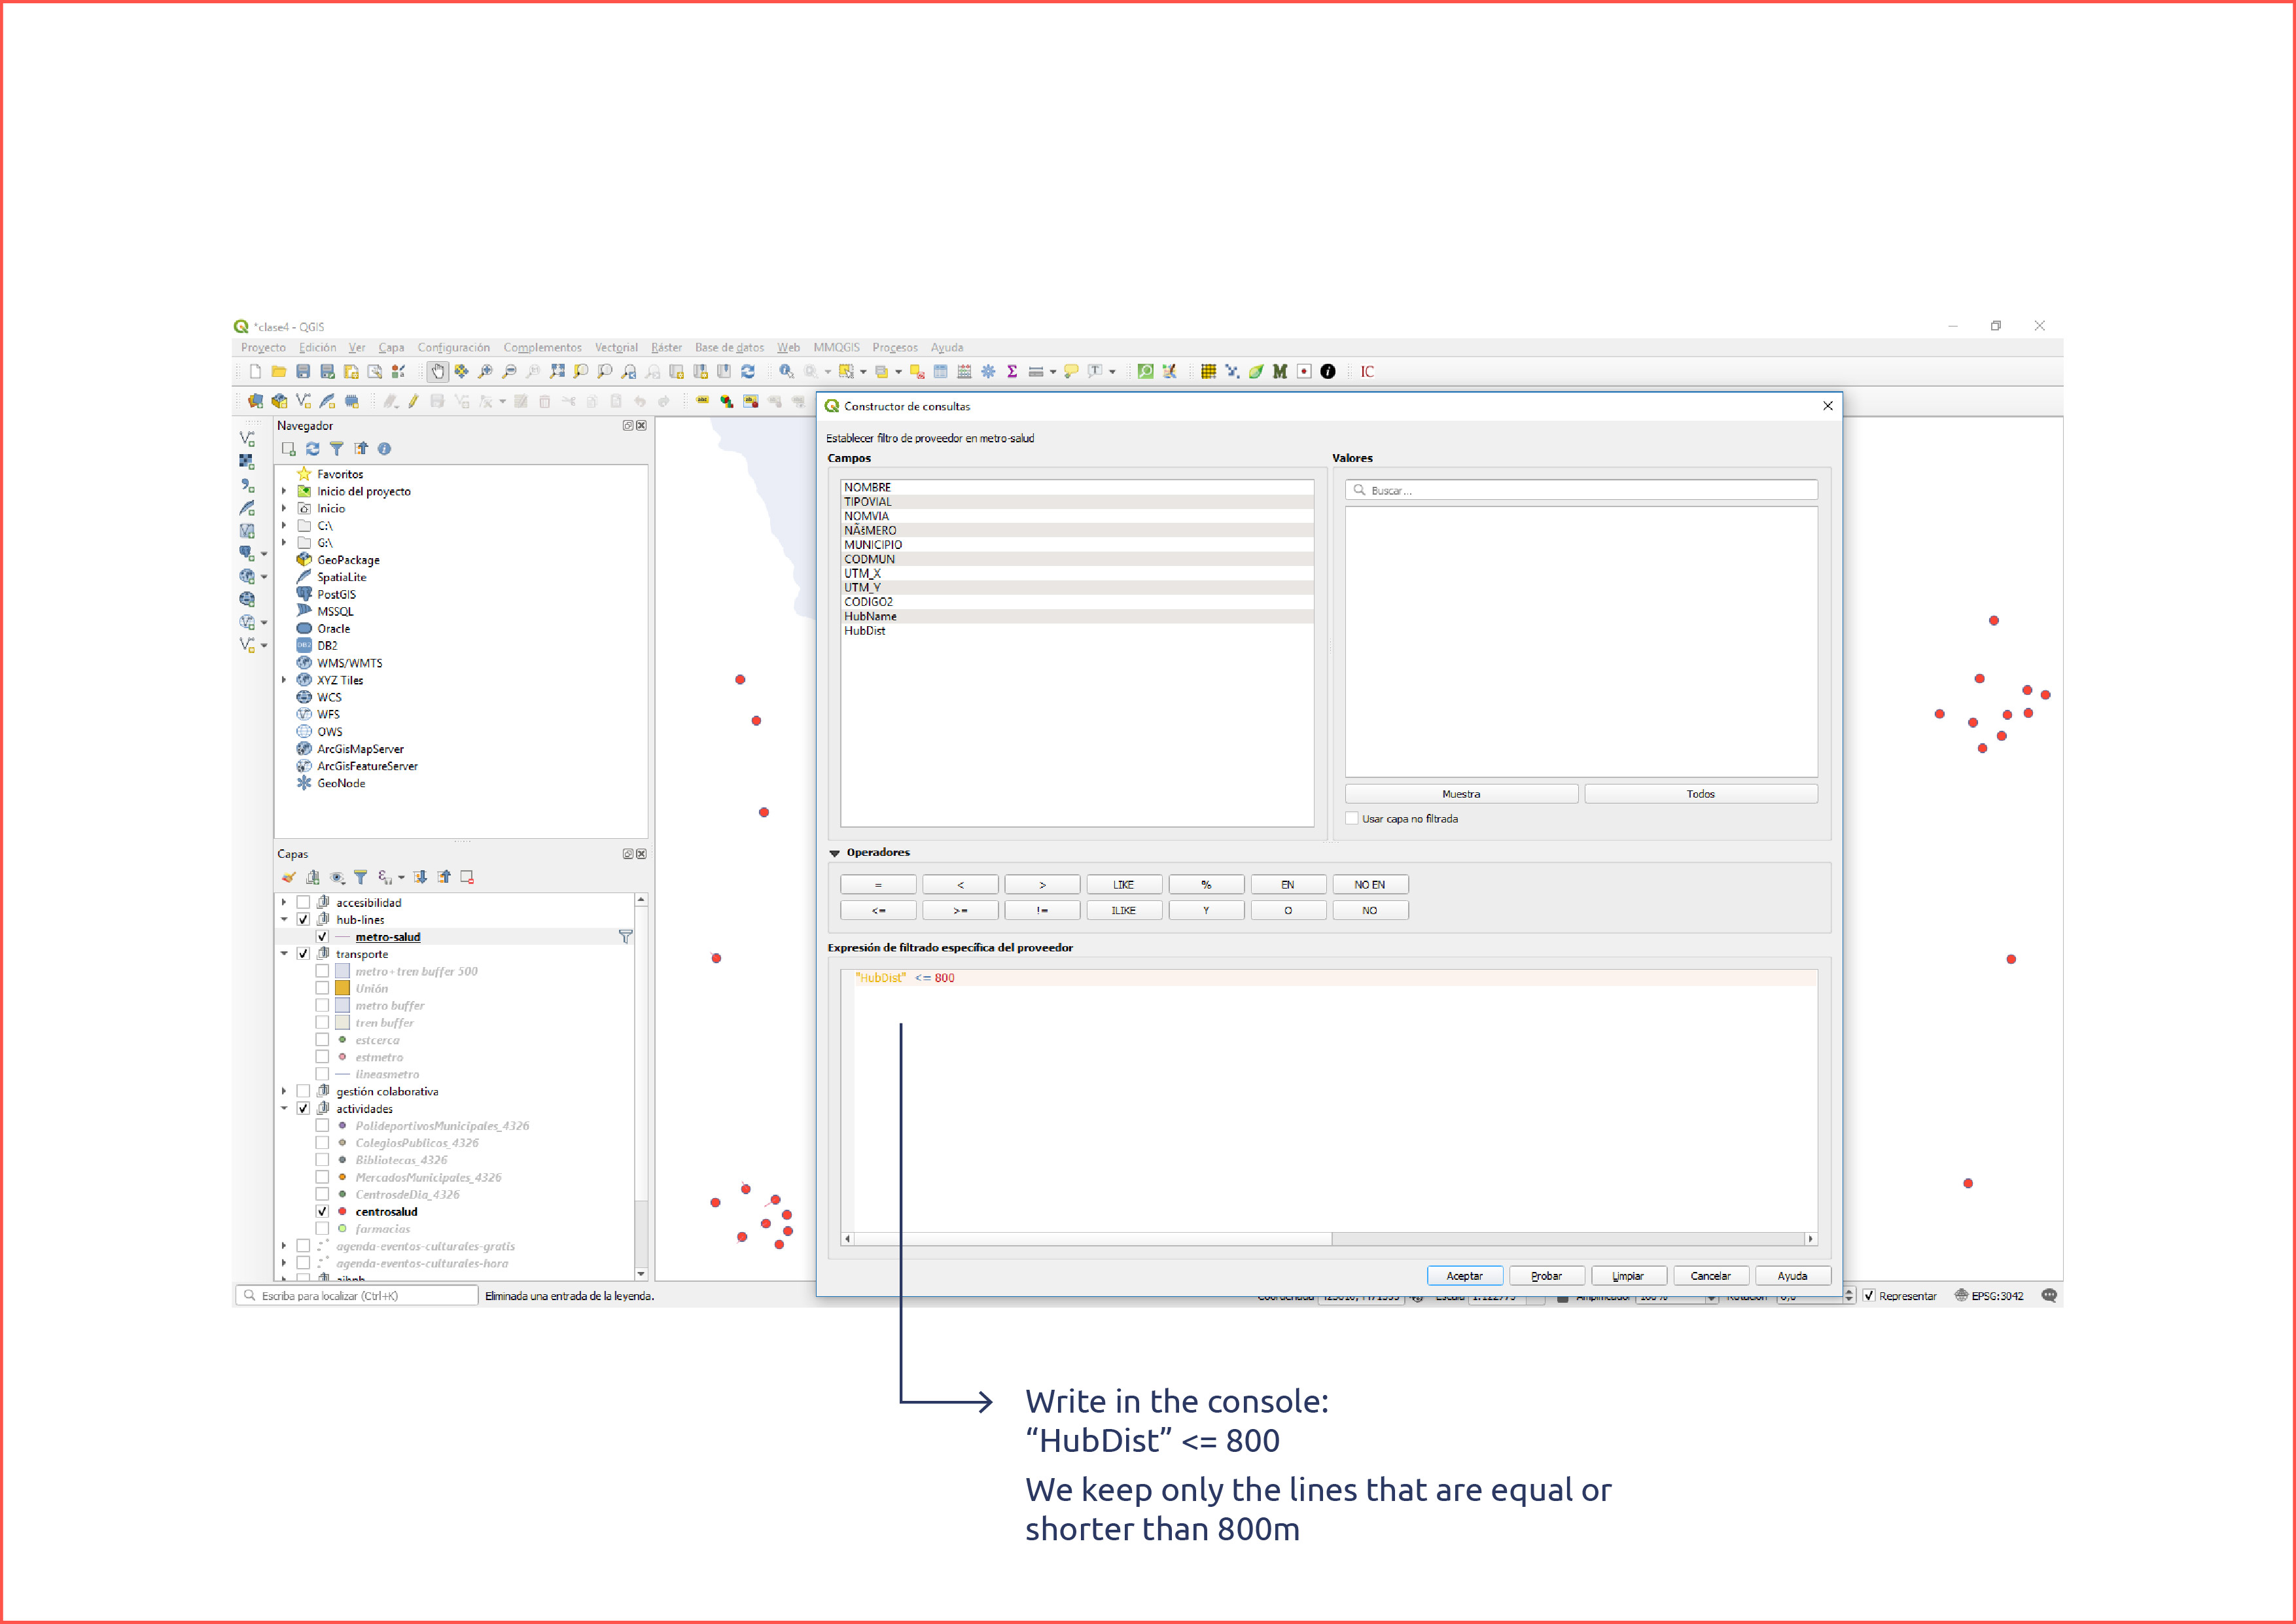 *clase4 - QGIS
Proyecto Edición Ver Capa Configuración Complementos Vectorial Ráster Base de datos Web MMQGIS Procesos Ayuda
IC
Navegador
Favoritos
Inicio del proyecto
Inicio
C:\
G:\
GeoPackage
SpatiaLite
PostGIS
MSSQL
Oracle
DB2
WMS/WMTS
XYZ Tiles
WCS
WFS
OWS
ArcGisMapServer
ArcGisFeatureServer
GeoNode
Capas
accesibilidad
hub-lines
metro-salud
transporte
metro+tren buffer 500
Unión
metro buffer
tren buffer
estcerca
estmetro
lineasmetro
gestión colaborativa
actividades
PolideportivosMunicipales_4326
ColegiosPublicos_4326
Bibliotecas_4326
MercadosMunicipales_4326
CentrosdeDia_4326
centrosalud
farmacias
agenda-eventos-culturales-gratis
agenda-eventos-culturales-hora
Constructor de consultas
Establecer filtro de proveedor en metro-salud
Campos
NOMBRE
TIPOVIAL
NOMVIA
NÃšMERO
MUNICIPIO
CODMUN
UTM_X
UTM_Y
CODIGO2
HubName
HubDist
Valores
Buscar...
Muestra Todos
Usar capa no filtrada
Operadores
= < > LIKE % EN NO EN
<= >= != ILIKE Y O NO
Expresión de filtrado específica del proveedor
"HubDist" <= 800
Aceptar Probar Limpiar Cancelar Ayuda
Escriba para localizar (Ctrl+K) Eliminada una entrada de la leyenda. Representar EPSG:3042
Write in the console:
“HubDist” <= 800
We keep only the lines that are equal or
shorter than 800m